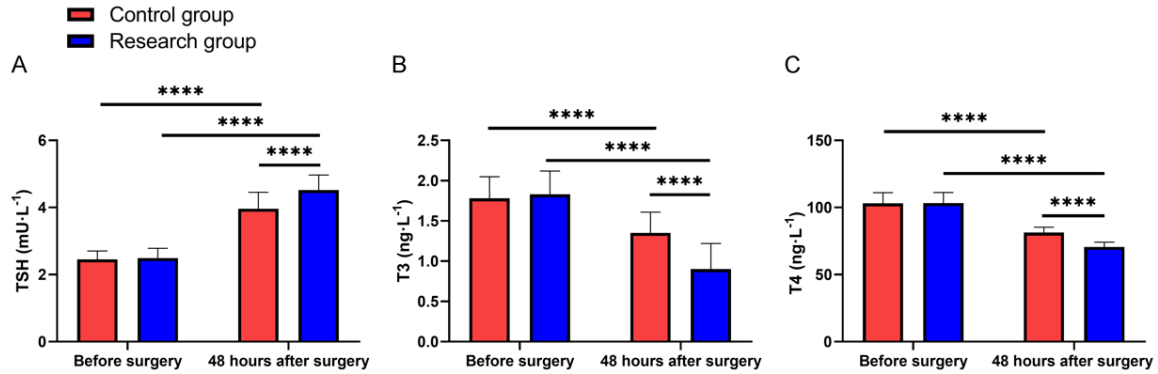 Control group
Research group
A
****
****
****
6
4
2
0
TSH (mU·L⁻¹)
Before surgery
48 hours after surgery
B
****
****
****
2.5
2.0
1.5
1.0
0.5
0.0
T3 (ng·L⁻¹)
Before surgery
48 hours after surgery
C
****
****
****
150
100
50
0
T4 (ng·L⁻¹)
Before surgery
48 hours after surgery